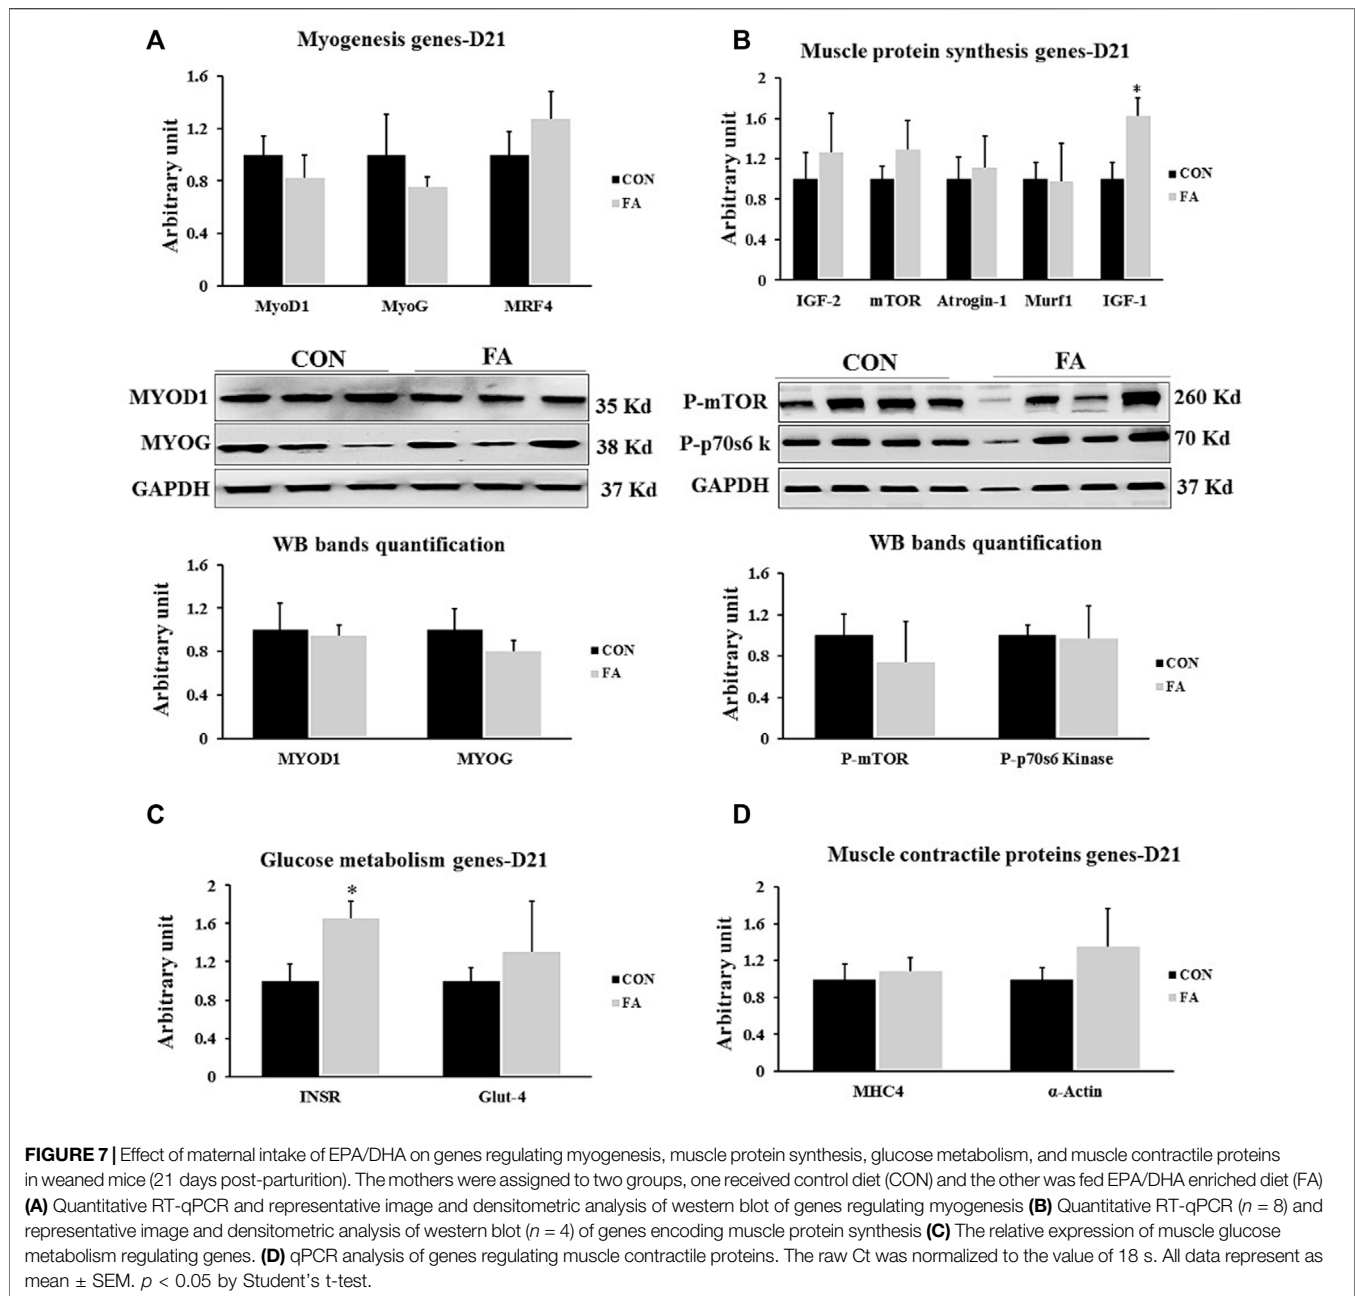 A
Myogenesis genes-D21
Arbitrary unit
1.6
1.2
0.8
0.4
0
CON
FA
MyoD1 MyoG MRF4
CON FA
MYOD1 35 Kd
MYOG 38 Kd
GAPDH 37 Kd
WB bands quantification
Arbitrary unit
1.6
1.2
0.8
0.4
0
CON
FA
MYOD1 MYOG
B
Muscle protein synthesis genes-D21
Arbitrary unit
2
1.6
1.2
0.8
0.4
0
*
CON
FA
IGF-2 mTOR Atrogin-1 Murf1 IGF-1
CON FA
P-mTOR 260 Kd
P-p70s6 k 70 Kd
GAPDH 37 Kd
WB bands quantification
Arbitrary unit
1.6
1.2
0.8
0.4
0
CON
FA
P-mTOR P-p70s6 Kinase
C
Glucose metabolism genes-D21
Arbitrary unit
2
1.6
1.2
0.8
0.4
0
*
CON
FA
INSR Glut-4
D
Muscle contractile proteins genes-D21
Arbitrary unit
2
1.6
1.2
0.8
0.4
0
CON
FA
MHC4 α-Actin
FIGURE 7 | Effect of maternal intake of EPA/DHA on genes regulating myogenesis, muscle protein synthesis, glucose metabolism, and muscle contractile proteins
in weaned mice (21 days post-parturition). The mothers were assigned to two groups, one received control diet (CON) and the other was fed EPA/DHA enriched diet (FA)
(A) Quantitative RT-qPCR and representative image and densitometric analysis of western blot of genes regulating myogenesis (B) Quantitative RT-qPCR (n = 8) and
representative image and densitometric analysis of western blot (n = 4) of genes encoding muscle protein synthesis (C) The relative expression of muscle glucose
metabolism regulating genes. (D) qPCR analysis of genes regulating muscle contractile proteins. The raw Ct was normalized to the value of 18 s. All data represent as
mean ± SEM. p < 0.05 by Student's t-test.